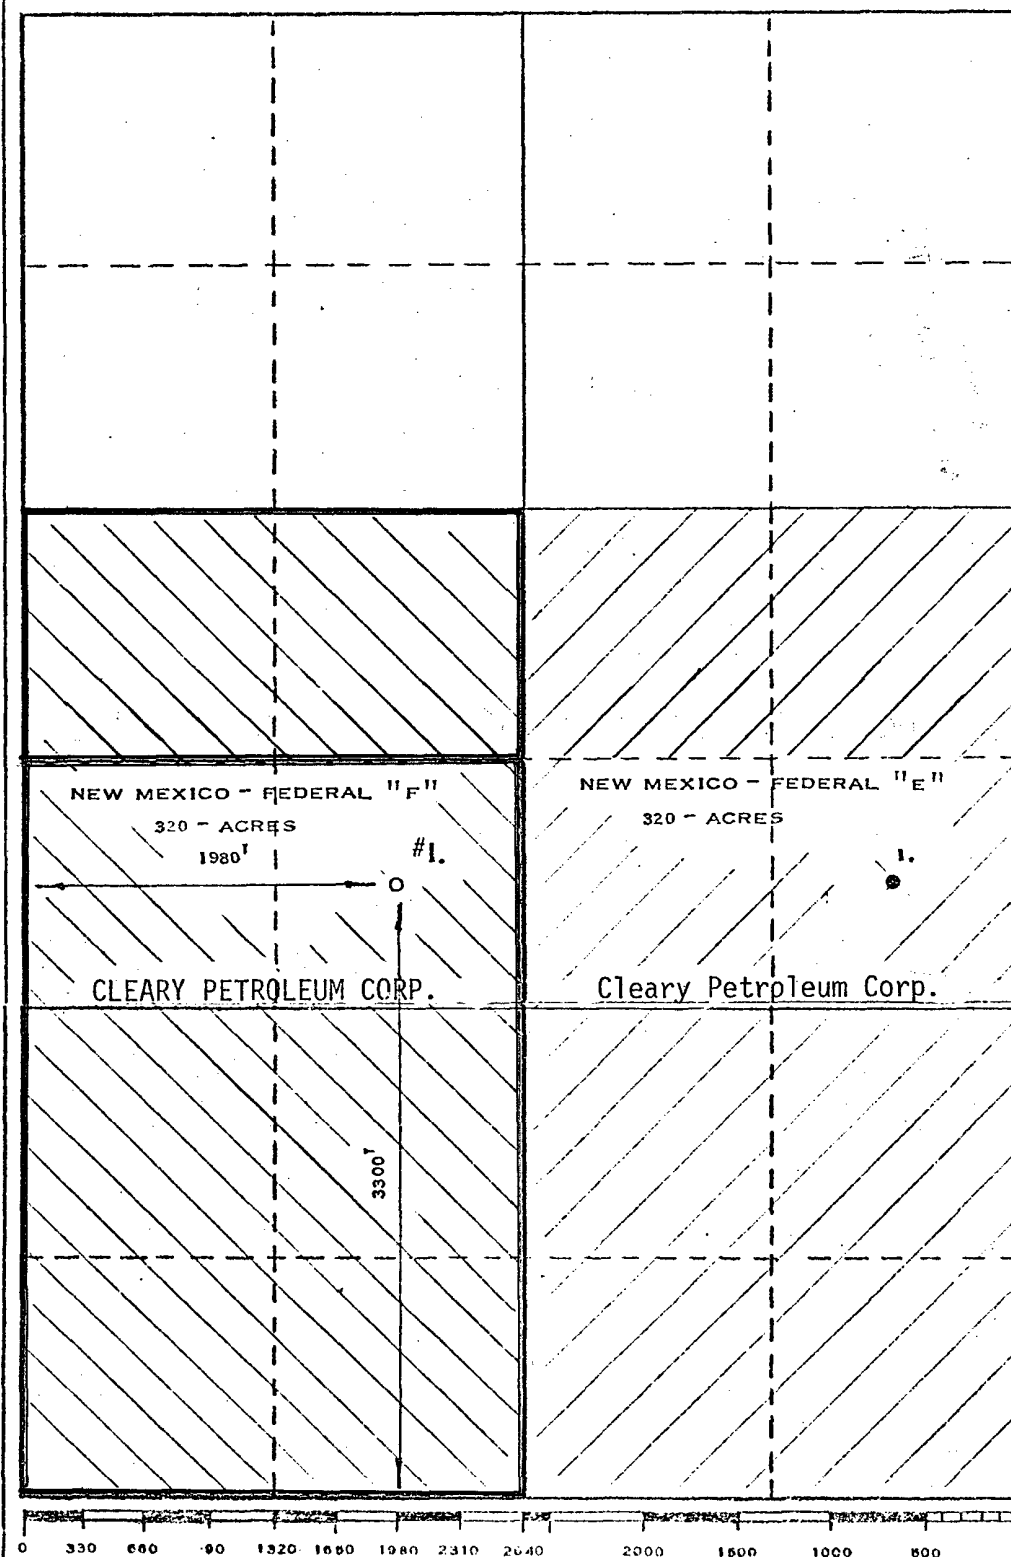 NEW MEXICO - FEDERAL "F"
320 - ACRES
1980'
#1.
CLEARY PETROLEUM CORP.
3300'
NEW MEXICO - FEDERAL "E"
320 - ACRES
1.
Cleary Petroleum Corp.
0 330 660 90 1320 1650 1980 2310 2640 2000 1500 1000 500